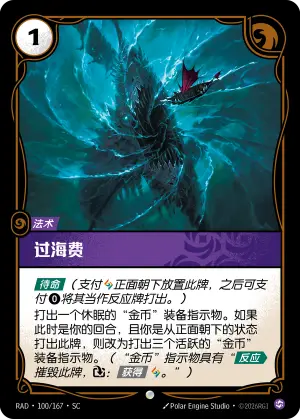 1
法术
过海费
待命 (支付 正面朝下放置此牌,之后可支
付 0 将其当作反应牌打出。)
打出一个休眠的“金币”装备指示物。如果
此时是你的回合,且你是从正面朝下的状态
打出此牌,则改为打出三个活跃的“金币”
装备指示物。(“金币”指示物具有“ 反应
摧毁此牌, : 获得 。”)
RAD • 100/167 • SC
Polar Engine Studio ©2026RGI